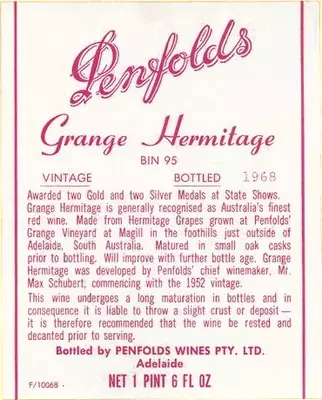 Penfolds
Grange Hermitage
BIN 95
VINTAGE BOTTLED 1968
Awarded two Gold and two Silver Medals at State Shows.
Grange Hermitage is generally recognised as Australia's finest
red wine. Made from Hermitage Grapes grown at Penfolds'
Grange Vineyard at Magill in the foothills just outside of
Adelaide, South Australia. Matured in small oak casks
prior to bottling. Will improve with further bottle age. Grange
Hermitage was developed by Penfolds' chief winemaker, Mr.
Max Schubert, commencing with the 1952 vintage.
This wine undergoes a long maturation in bottles and in
consequence it is liable to throw a slight crust or deposit—
it is therefore recommended that the wine be rested and
decanted prior to serving.
Bottled by PENFOLDS WINES PTY. LTD.
Adelaide
F/10068 . NET 1 PINT 6 FL OZ